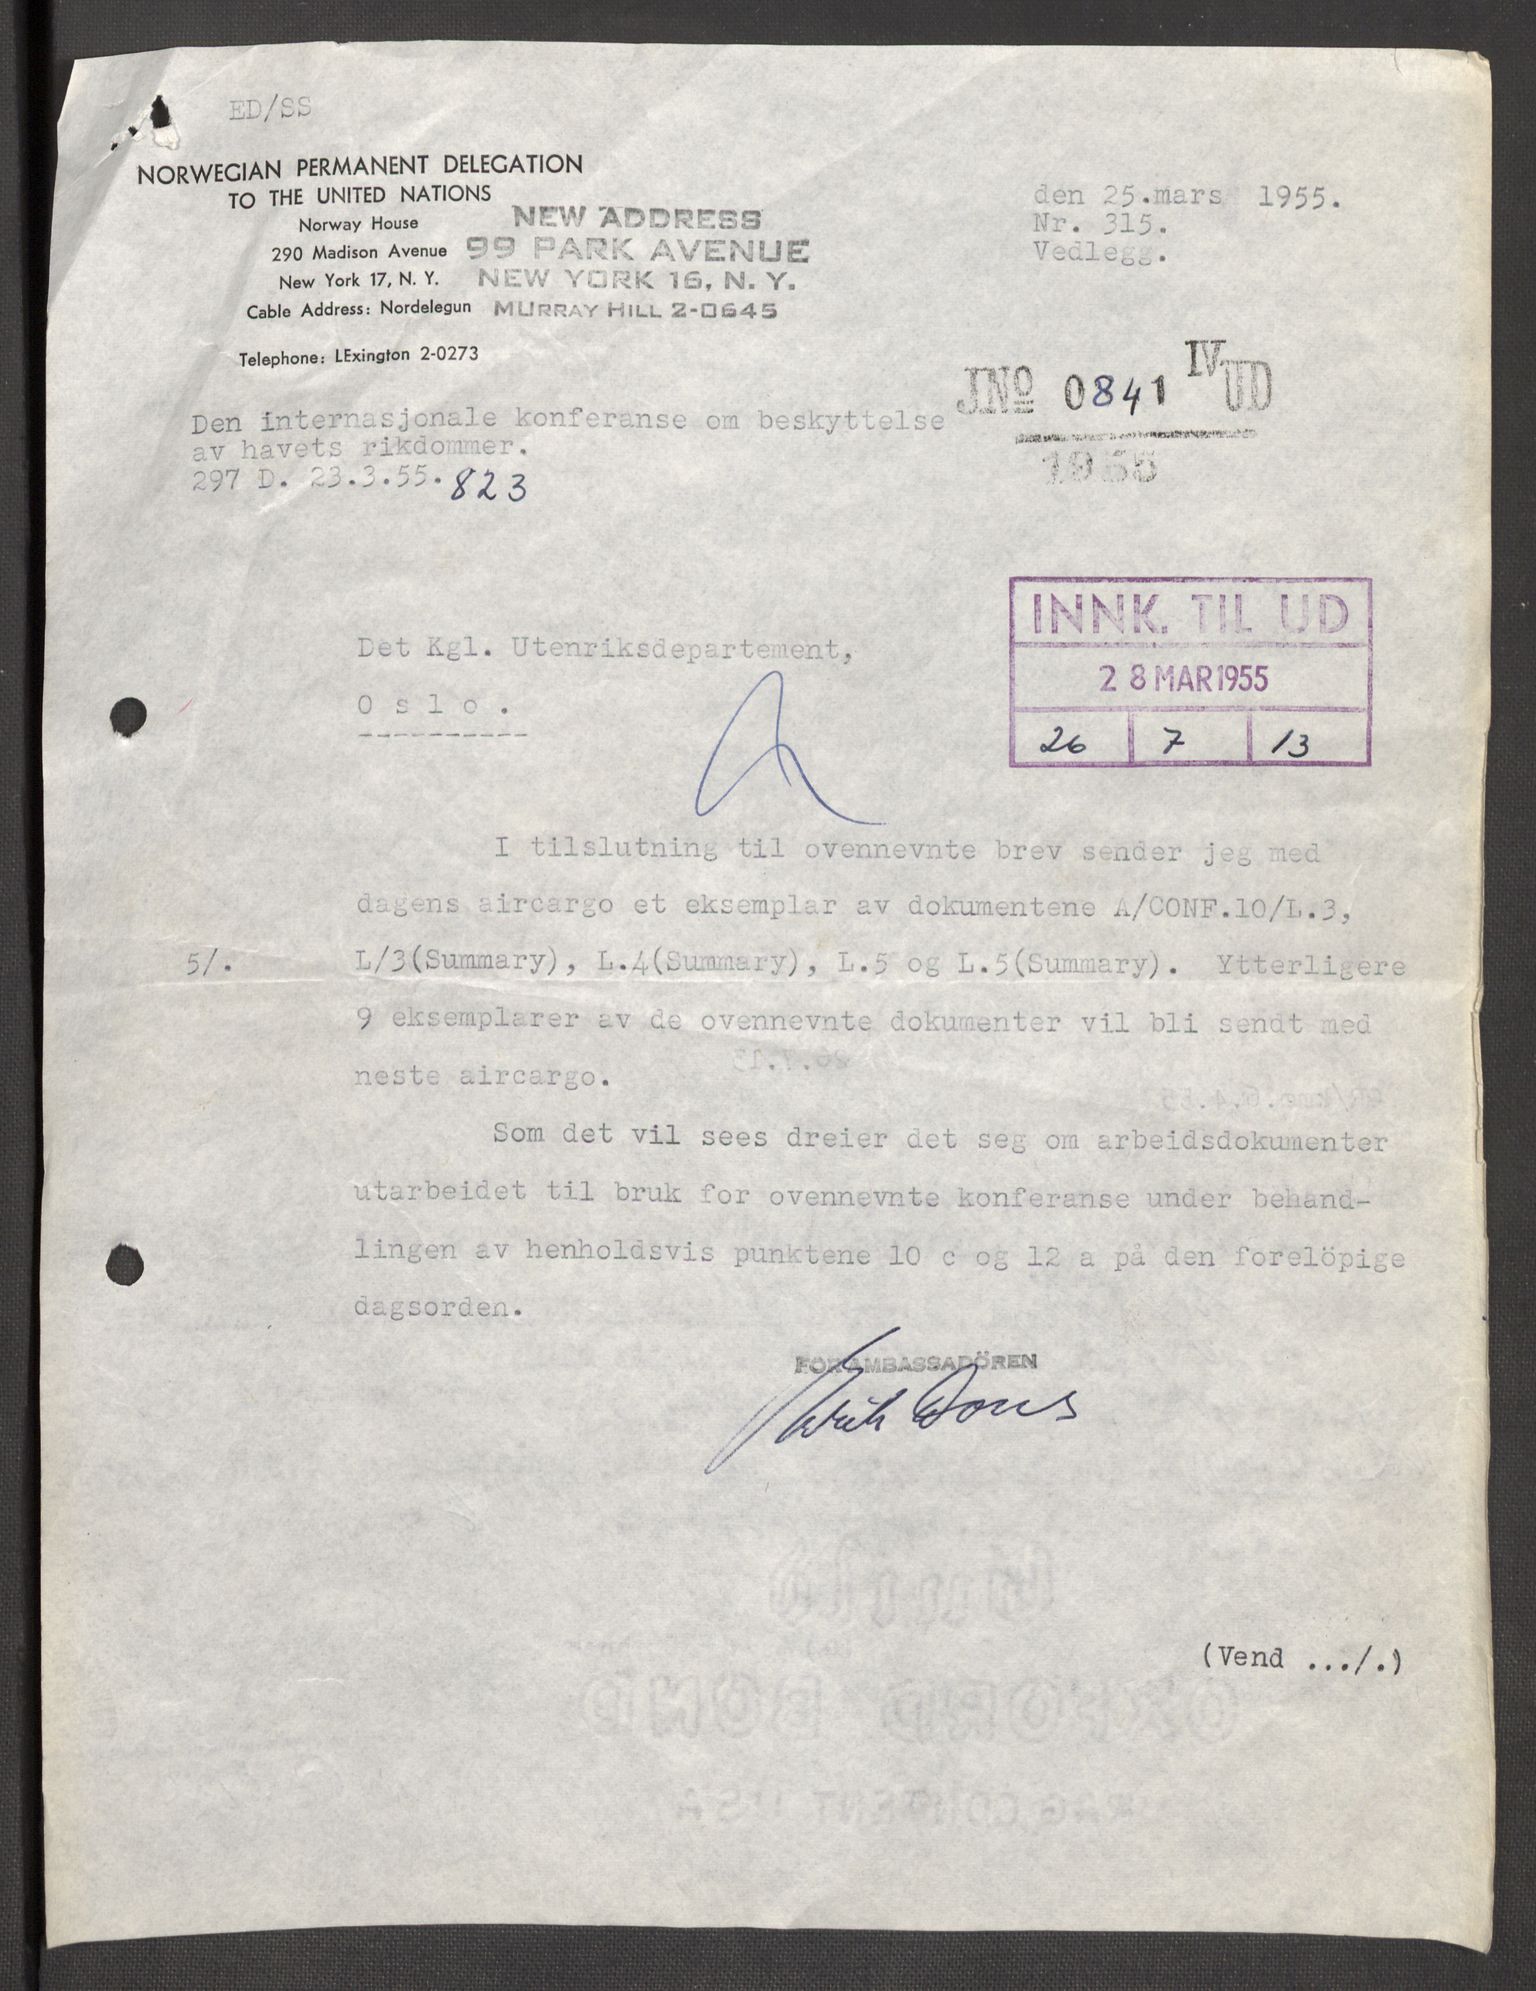 ED/SS
NORWEGIAN PERMANENT DELEGATION
TO THE UNITED NATIONS
Norway House
290 Madison Avenue
New York 17, N. Y.
Cable Address: Nordelegun
Telephone: LExington 2-0273
NEW ADDRESS
99 PARK AVENUE
NEW YORK 16, N. Y.
MURRAY HILL 2-0645
den 25.mars 1955.
Nr. 315.
Vedlegg.
JNo 0841 IV UD
1955
Den internasjonale konferanse om beskyttelse
av havets rikdommer.
297 D. 23.3.55. 823
INNK. TIL UD
28 MAR 1955
26 7 13
Det Kgl. Utenriksdepartement,
O s l o .
----------
I tilslutning til ovennevnte brev sender jeg med
dagens aircargo et eksemplar av dokumentene A/CONF.10/L.3,
5/. L/3(Summary), L.4(Summary), L.5 og L.5(Summary). Ytterligere
9 eksemplarer av de ovennevnte dokumenter vil bli sendt med
neste aircargo.
Som det vil sees dreier det seg om arbeidsdokumenter
utarbeidet til bruk for ovennevnte konferanse under behand-
lingen av henholdsvis punktene 10 c og 12 a på den forelöpige
dagsorden.
FOR AMBASSADÖREN
Erik Dons
(Vend .../.)
OXFORD BOND
RAG CONTENT USA